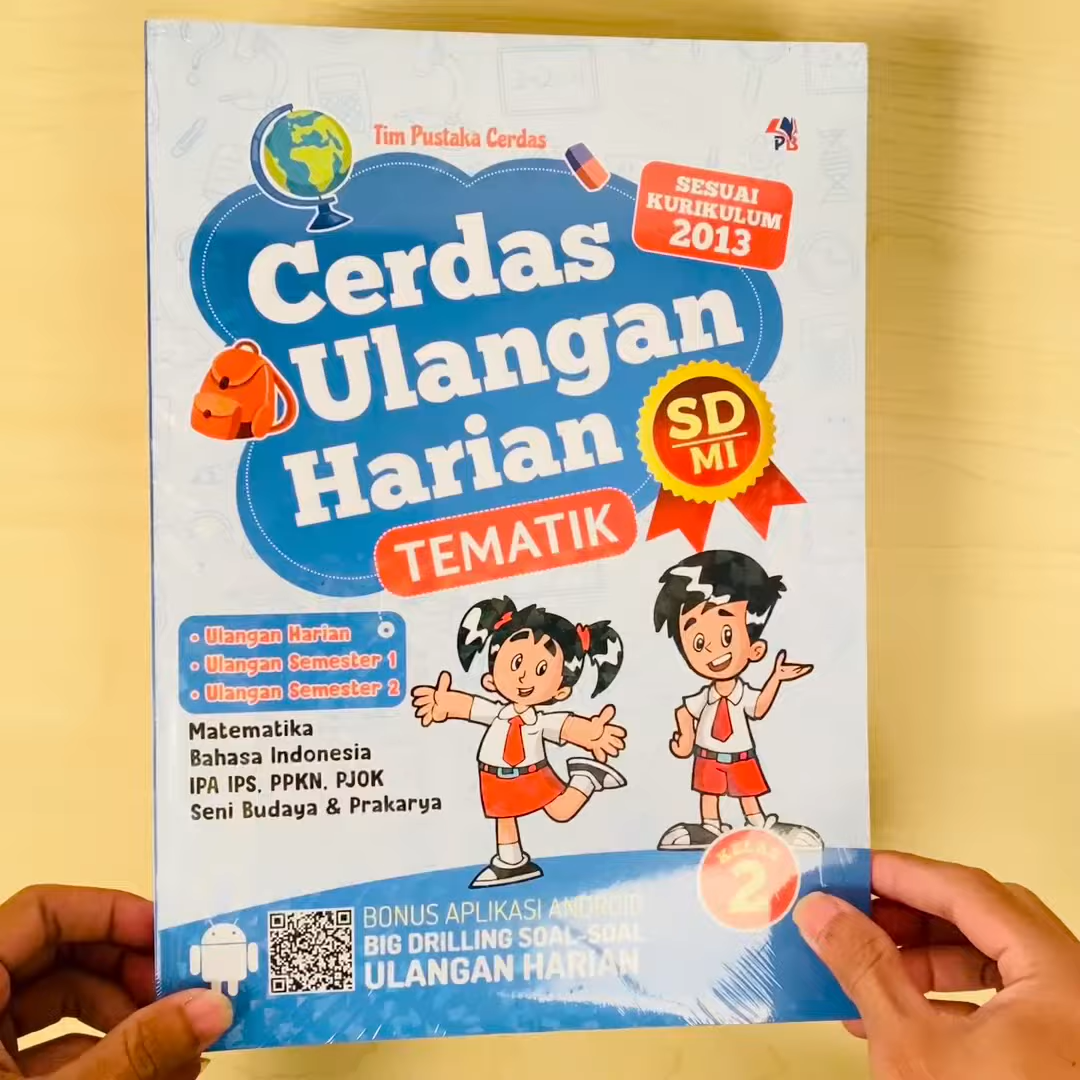 Tim Pustaka Cerdas
PB
SESUAI
KURIKULUM
2013
Cerdas
Ulangan
Harian
TEMATIK
SD
MI
• Ulangan Harian
• Ulangan Semester 1
• Ulangan Semester 2
Matematika
Bahasa Indonesia
IPA IPS, PPKN, PJOK
Seni Budaya & Prakarya
KELAS
2
BONUS APLIKASI ANDROID
BIG DRILLING SOAL-SOAL
ULANGAN HARIAN